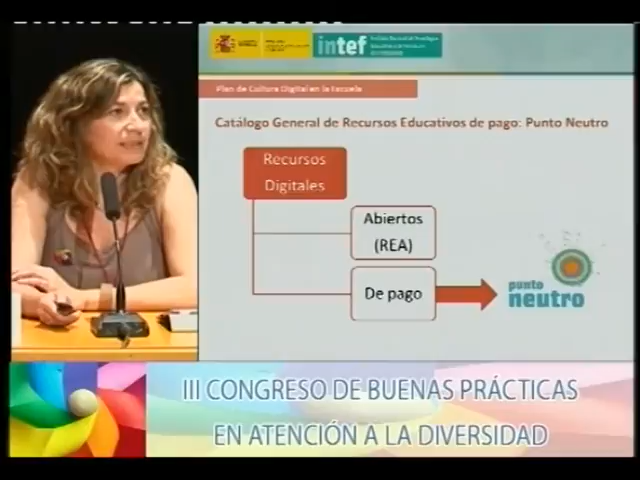 intef
Plan de Cultura Digital en la Escuela
Catálogo General de Recursos Educativos de pago: Punto Neutro
Recursos
Digitales
Abiertos
(REA)
De pago
punto
neutro
III CONGRESO DE BUENAS PRÁCTICAS
EN ATENCIÓN A LA DIVERSIDAD